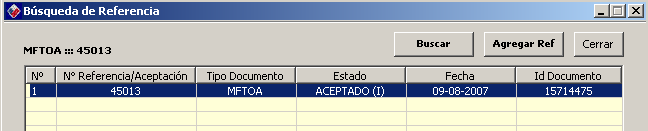 Búsqueda de Referencia
MFTOA ::: 45013
Buscar Agregar Ref Cerrar
Nº Nº Referencia/Aceptación Tipo Documento Estado Fecha Id Documento
1 45013 MFTOA ACEPTADO (I) 09-08-2007 15714475